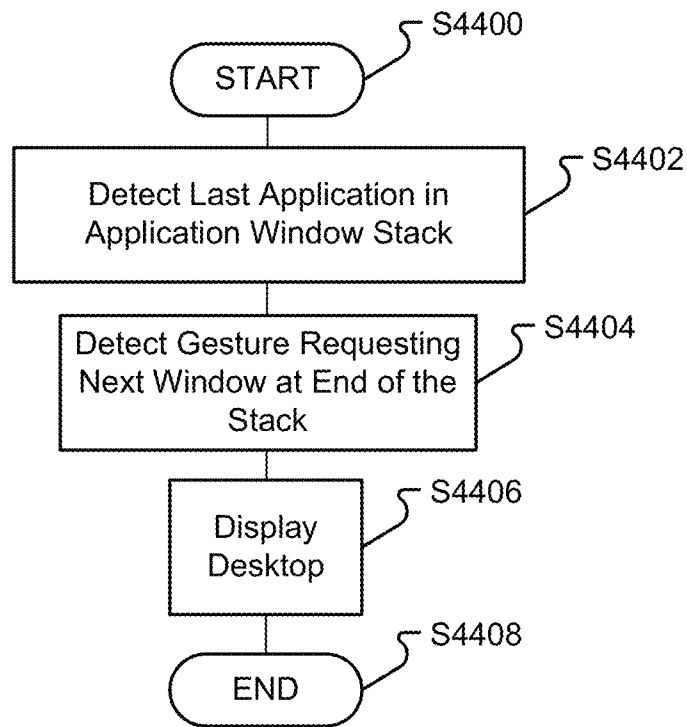 S4400
START
S4402
Detect Last Application in
Application Window Stack
S4404
Detect Gesture Requesting
Next Window at End of the
Stack
S4406
Display
Desktop
S4408
END